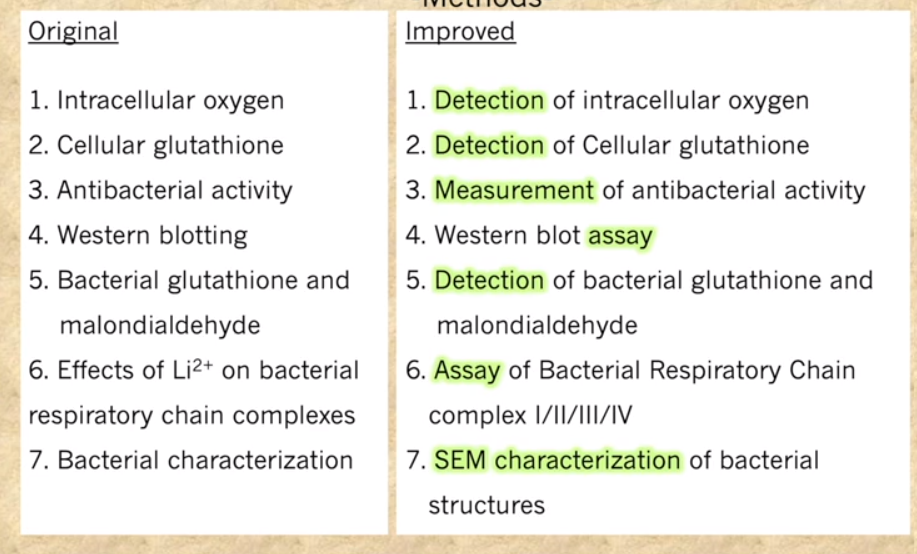 Methods
Original
1. Intracellular oxygen
2. Cellular glutathione
3. Antibacterial activity
4. Western blotting
5. Bacterial glutathione and
malondialdehyde
6. Effects of Li²⁺ on bacterial
respiratory chain complexes
7. Bacterial characterization
Improved
1. Detection of intracellular oxygen
2. Detection of Cellular glutathione
3. Measurement of antibacterial activity
4. Western blot assay
5. Detection of bacterial glutathione and
malondialdehyde
6. Assay of Bacterial Respiratory Chain
complex I/II/III/IV
7. SEM characterization of bacterial
structures